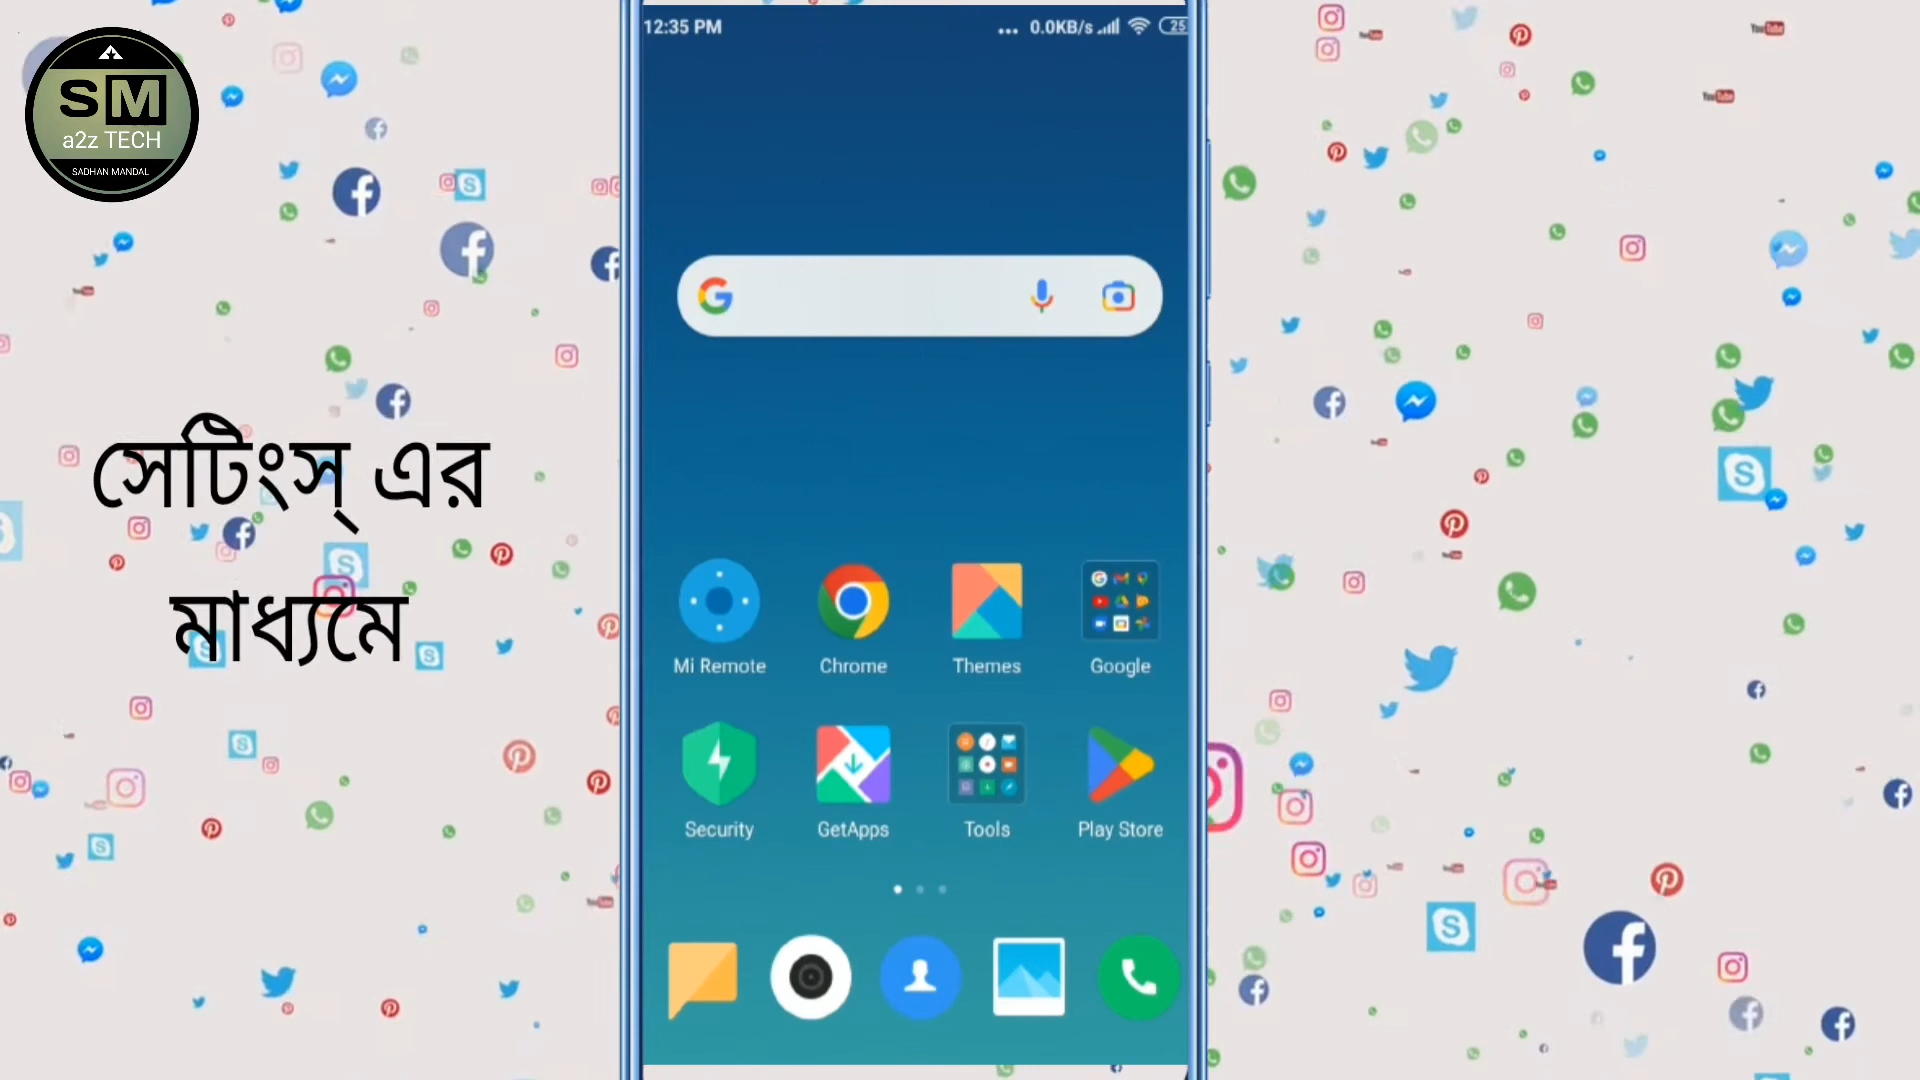 SM
a2z TECH
SADHAN MANDAL
12:35 PM
... 0.0KB/s 25
সেটিংস্ এর
মাধ্যমে
Mi Remote Chrome Themes Google
Security GetApps Tools Play Store